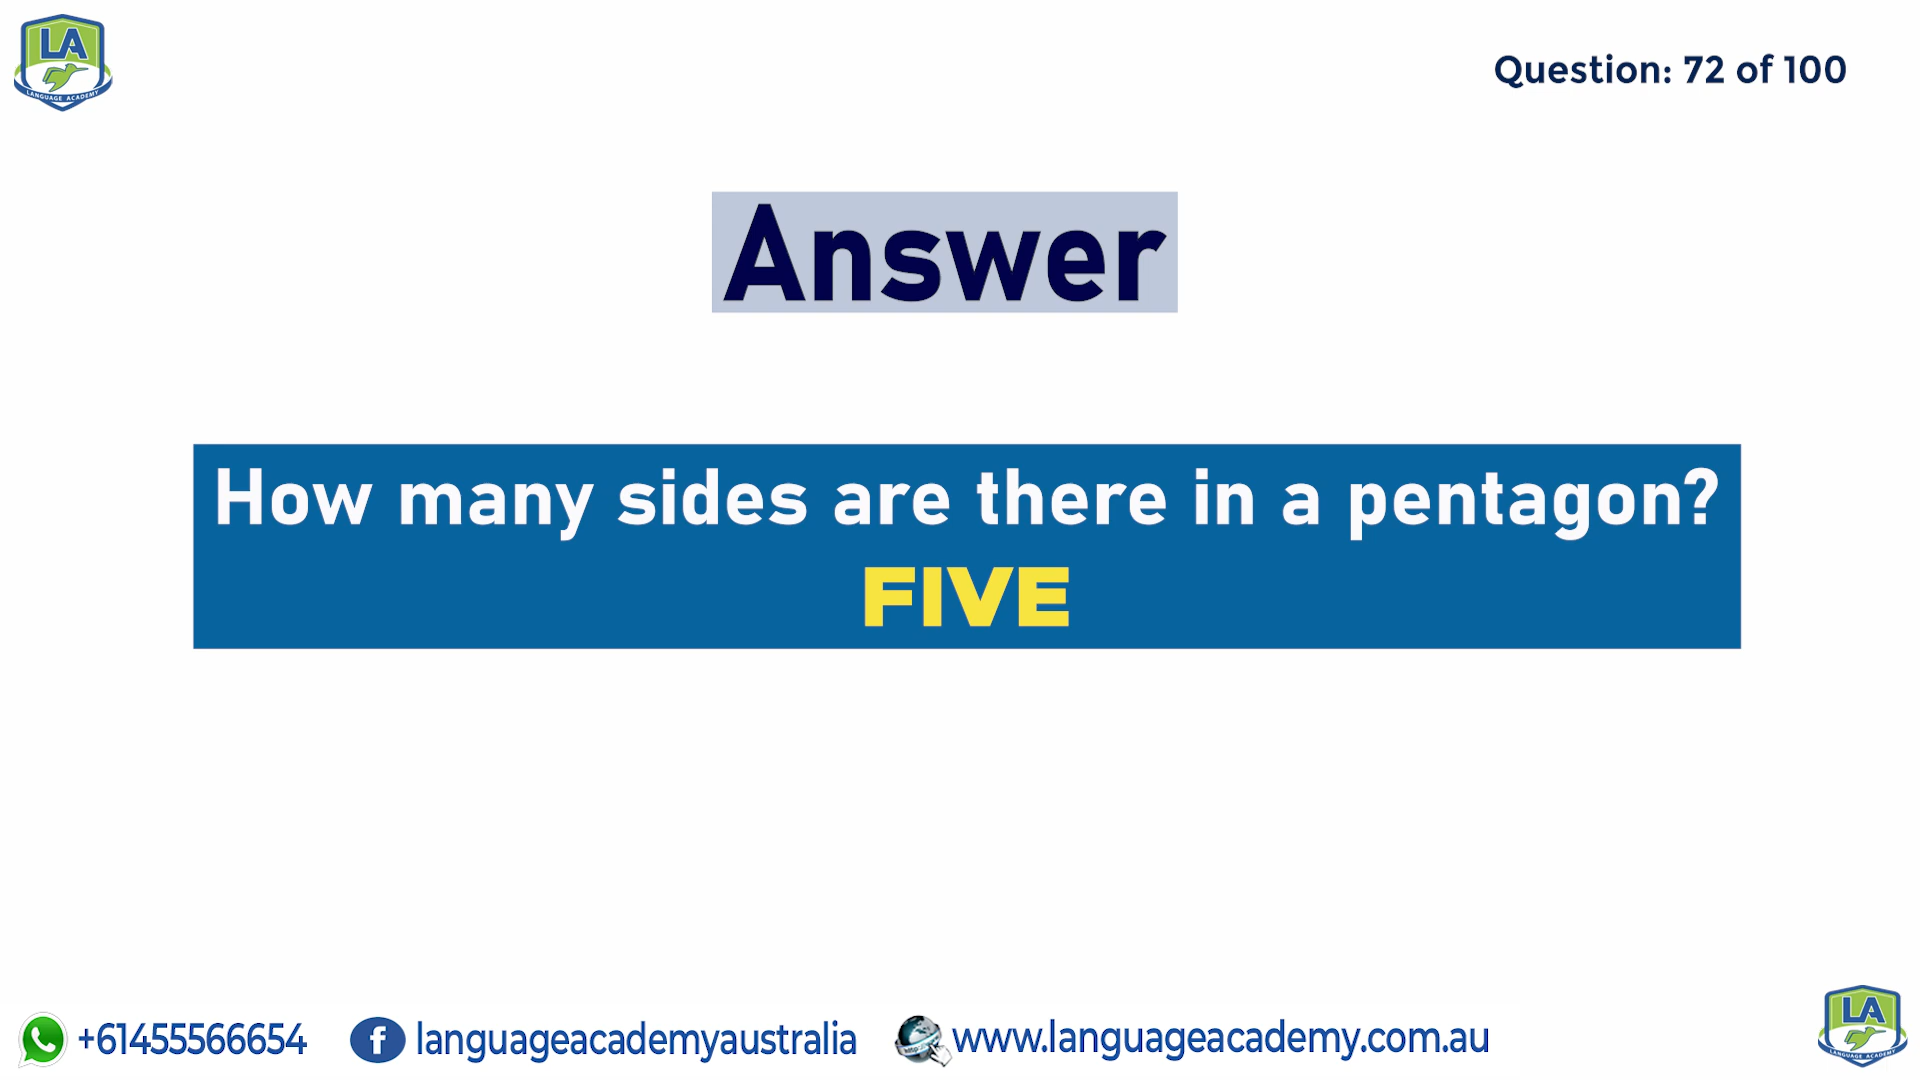 LA
LANGUAGE ACADEMY
Question: 72 of 100
Answer
How many sides are there in a pentagon?
FIVE
+61455566654
f languageacademyaustralia
http www.languageacademy.com.au
LA
LANGUAGE ACADEMY